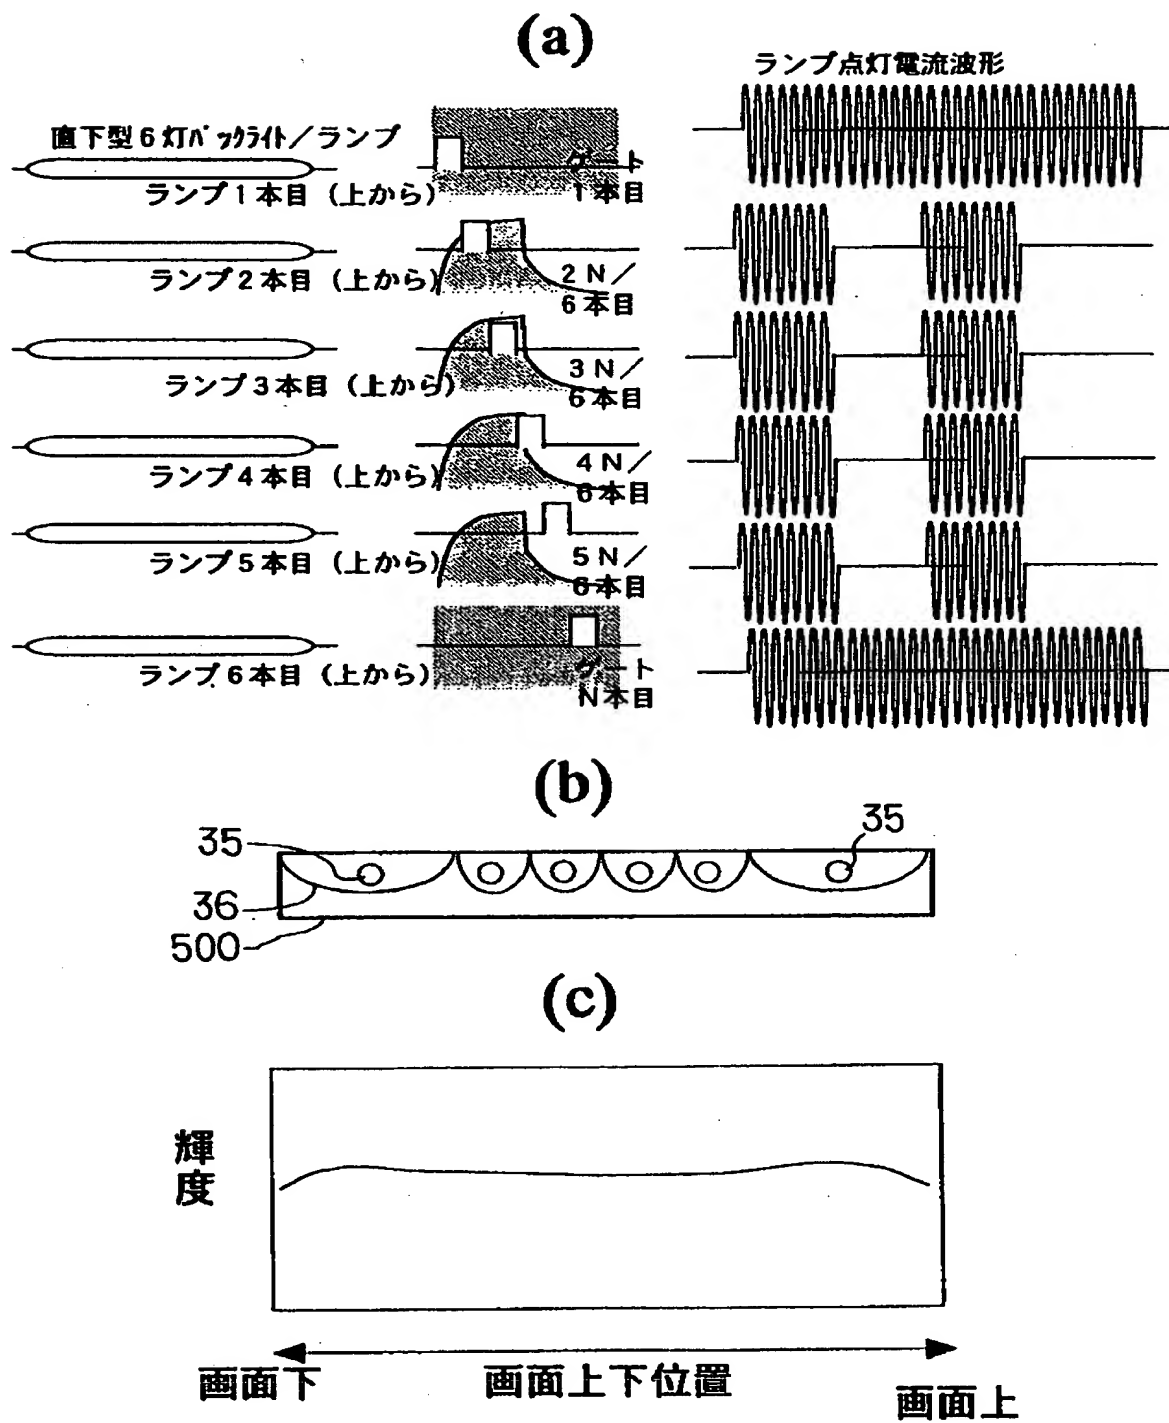 (a)
ランプ点灯電流波形
直下型6灯バックライト／ランプ
ランプ1本目 (上から)
ゲート
1本目
ランプ2本目 (上から)
2N／
6本目
ランプ3本目 (上から)
3N／
6本目
ランプ4本目 (上から)
4N／
6本目
ランプ5本目 (上から)
5N／
6本目
ランプ6本目 (上から)
ゲート
N本目
(b)
35
35
36
500
(c)
輝度
画面下
画面上下位置
画面上